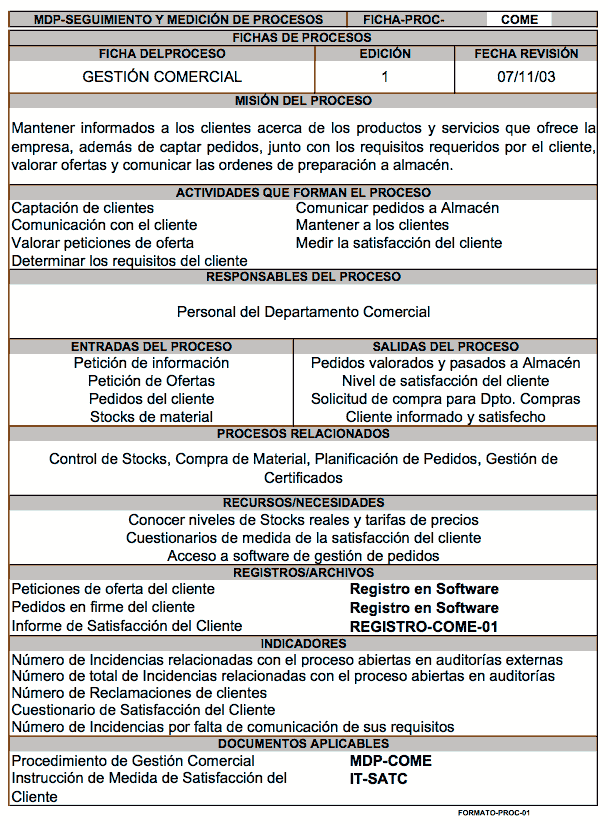 MDP-SEGUIMIENTO Y MEDICIÓN DE PROCESOS FICHA-PROC- COME
FICHAS DE PROCESOS
FICHA DELPROCESO EDICIÓN FECHA REVISIÓN
GESTIÓN COMERCIAL 1 07/11/03
MISIÓN DEL PROCESO
Mantener informados a los clientes acerca de los productos y servicios que ofrece la
empresa, además de captar pedidos, junto con los requisitos requeridos por el cliente,
valorar ofertas y comunicar las ordenes de preparación a almacén.
ACTIVIDADES QUE FORMAN EL PROCESO
Captación de clientes Comunicar pedidos a Almacén
Comunicación con el cliente Mantener a los clientes
Valorar peticiones de oferta Medir la satisfacción del cliente
Determinar los requisitos del cliente
RESPONSABLES DEL PROCESO
Personal del Departamento Comercial
ENTRADAS DEL PROCESO SALIDAS DEL PROCESO
Petición de información Pedidos valorados y pasados a Almacén
Petición de Ofertas Nivel de satisfacción del cliente
Pedidos del cliente Solicitud de compra para Dpto. Compras
Stocks de material Cliente informado y satisfecho
PROCESOS RELACIONADOS
Control de Stocks, Compra de Material, Planificación de Pedidos, Gestión de
Certificados
RECURSOS/NECESIDADES
Conocer niveles de Stocks reales y tarifas de precios
Cuestionarios de medida de la satisfacción del cliente
Acceso a software de gestión de pedidos
REGISTROS/ARCHIVOS
Peticiones de oferta del cliente Registro en Software
Pedidos en firme del cliente Registro en Software
Informe de Satisfacción del Cliente REGISTRO-COME-01
INDICADORES
Número de Incidencias relacionadas con el proceso abiertas en auditorías externas
Número de total de Incidencias relacionadas con el proceso abiertas en auditorías
Número de Reclamaciones de clientes
Cuestionario de Satisfacción del Cliente
Número de Incidencias por falta de comunicación de sus requisitos
DOCUMENTOS APLICABLES
Procedimiento de Gestión Comercial MDP-COME
Instrucción de Medida de Satisfacción del IT-SATC
Cliente
FORMATO-PROC-01